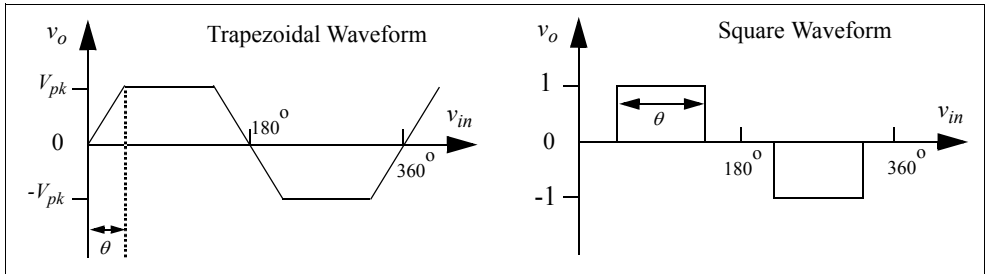 Trapezoidal Waveform
v_o
V_pk
0
-V_pk
θ
180°
360°
v_in
Square Waveform
v_o
1
0
-1
θ
180°
360°
v_in